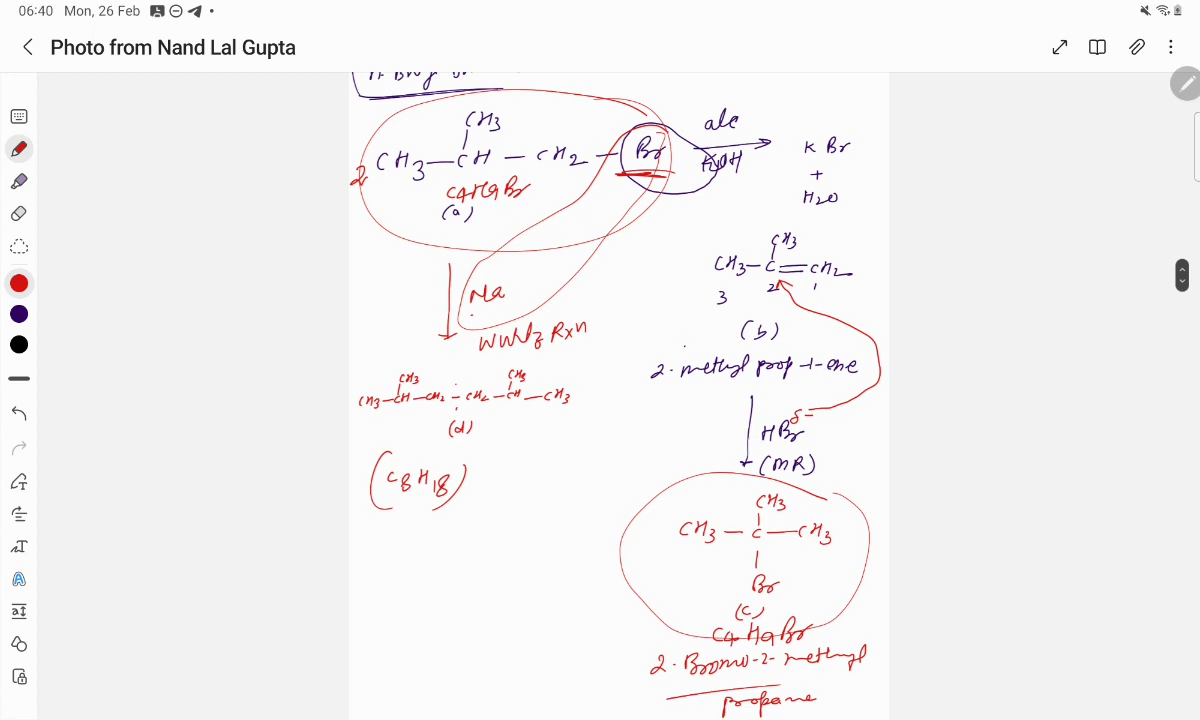 06:40 Mon, 26 Feb
Photo from Nand Lal Gupta
CH3
2 CH3—CH—CH2—Br
C4H9Br
(a)
alc
KOH
K Br
+
H2O
Na
Rxn
CH3
CH3—C=CH2
3 2 1
(b)
2-methyl prop-1-ene
CH3 CH3
CH3—CH—CH2—CH2—CH—CH3
(d)
(C8H18)
HBr δ-
(MR)
CH3
CH3—C—CH3
Br
(c)
C4H9Br
2-Bromo-2-methyl
propane